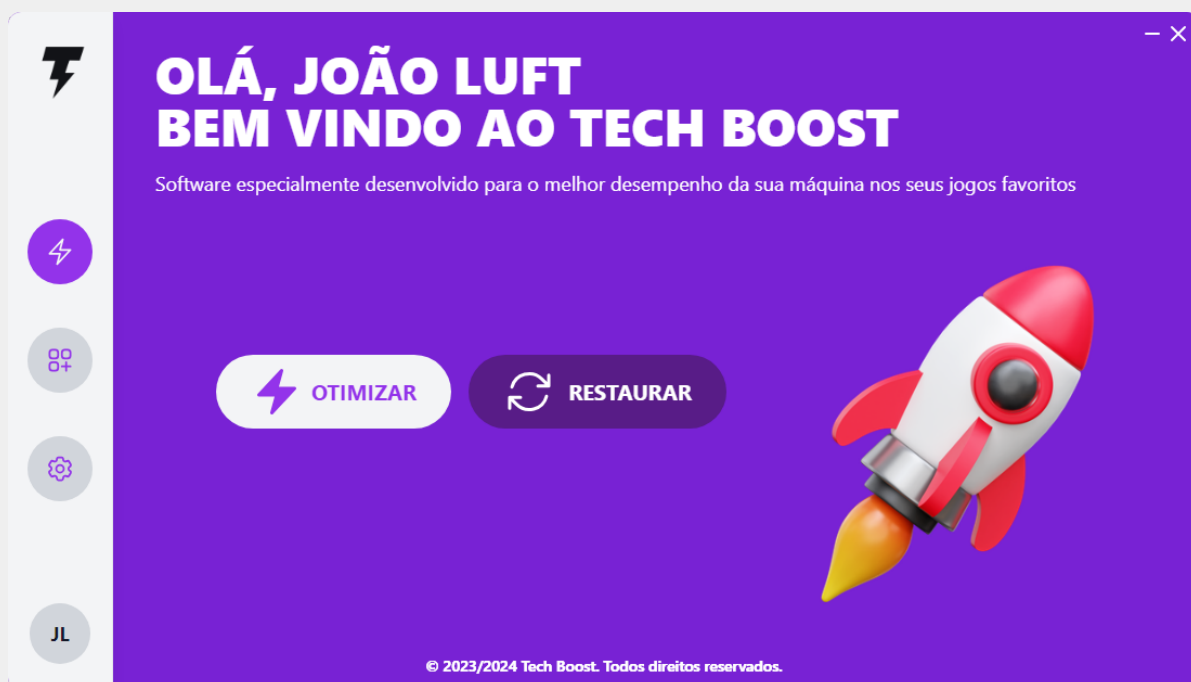 OLÁ, JOÃO LUFT
BEM VINDO AO TECH BOOST
Software especialmente desenvolvido para o melhor desempenho da sua máquina nos seus jogos favoritos
OTIMIZAR
RESTAURAR
JL
© 2023/2024 Tech Boost. Todos direitos reservados.